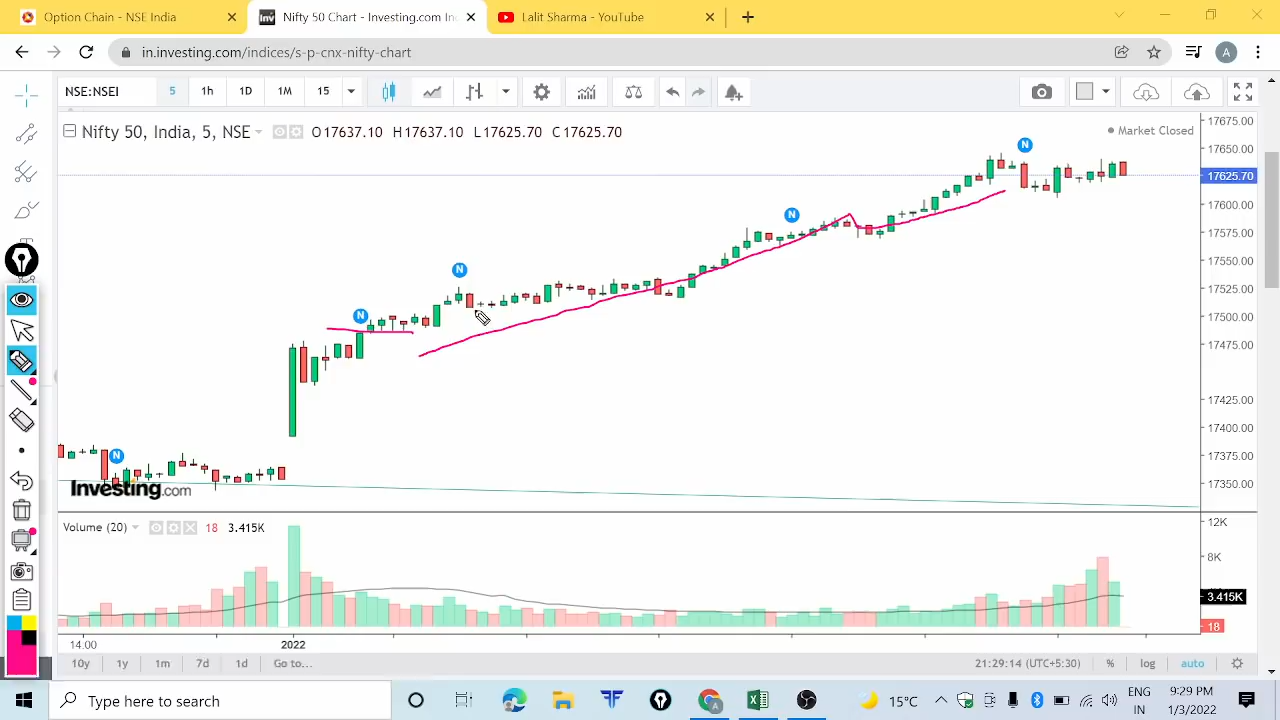 Option Chain - NSE India
Nifty 50 Chart - Investing.com In
Lalit Sharma - YouTube
in.investing.com/indices/s-p-cnx-nifty-chart
A
NSE:NSEI
5
1h
1D
1M
15
Nifty 50, India, 5, NSE
O17637.10 H17637.10 L17625.70 C17625.70
Market Closed
N
N
N
N
N
17675.00
17650.00
17625.70
17600.00
17575.00
17550.00
17525.00
17500.00
17475.00
17425.00
17400.00
17375.00
17350.00
Investing.com
Volume (20)
18 3.415K
12K
8K
3.415K
18
14:00
2022
10y
1y
1m
7d
1d
Go to...
21:29:14 (UTC+5:30)
%
log
auto
Type here to search
15°C
ENG
IN
9:29 PM
1/3/2022